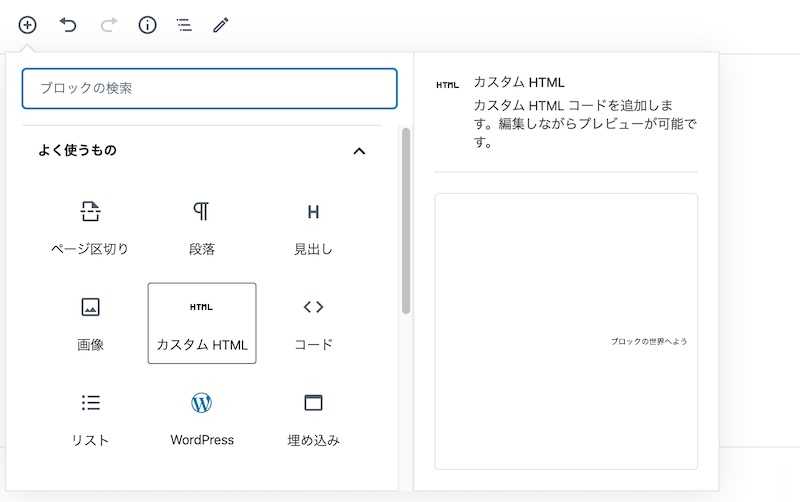 ブロックの検索
よく使うもの
ページ区切り
段落
見出し
画像
HTML
カスタム HTML
コード
リスト
WordPress
埋め込み
HTML
カスタム HTML
カスタム HTML コードを追加しま
す。編集しながらプレビューが可能で
す。
ブロックの世界へよう